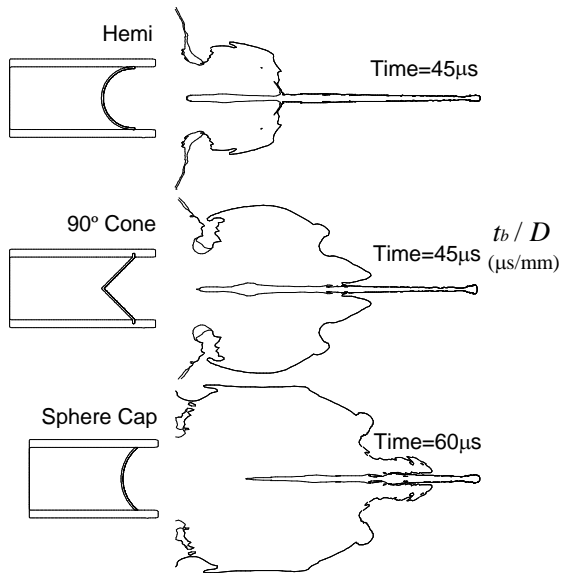 Hemi
Time=45μs
90º Cone
Time=45μs
tb / D
(μs/mm)
Sphere Cap
Time=60μs